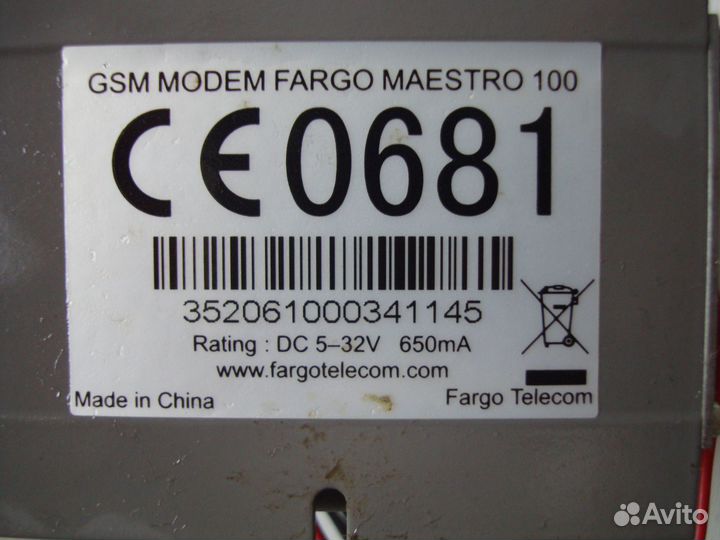 GSM MODEM FARGO MAESTRO 100
CE0681
352061000341145
Rating : DC 5–32V 650mA
www.fargotelecom.com
Made in China
Fargo Telecom
Avito